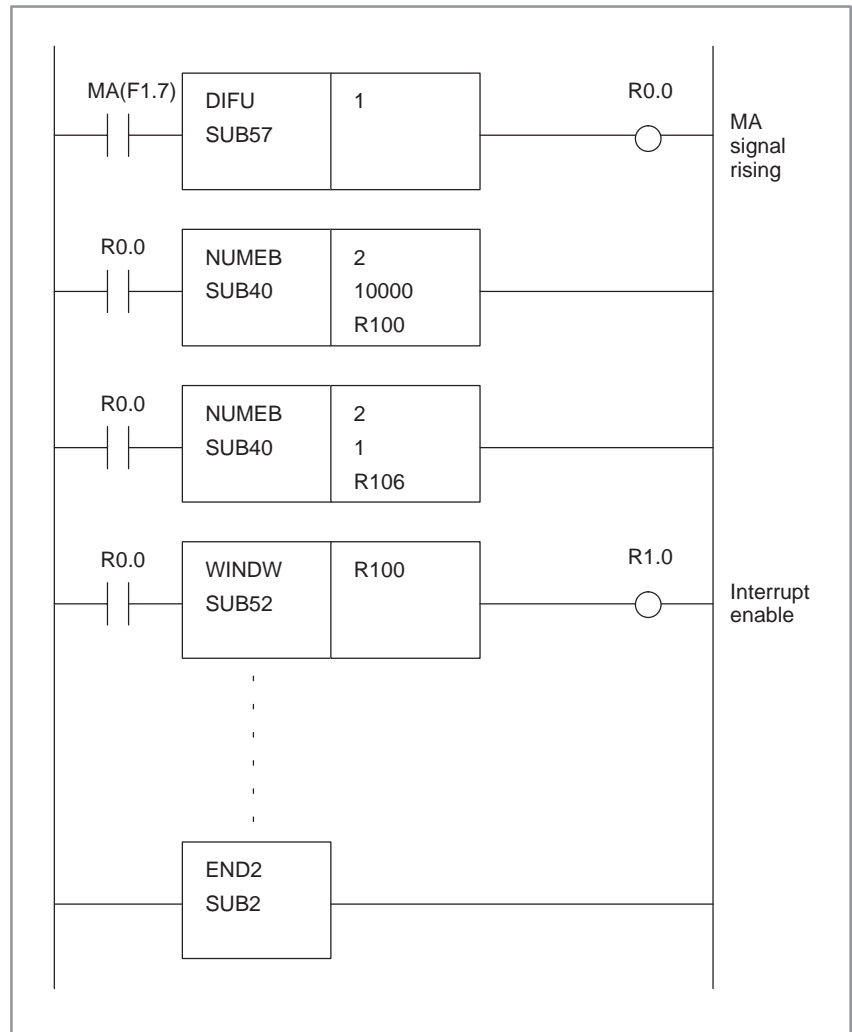 MA(F1.7)
DIFU
SUB57
1
R0.0
MA
signal
rising
R0.0
NUMEB
SUB40
2
10000
R100
R0.0
NUMEB
SUB40
2
1
R106
R0.0
WINDW
SUB52
R100
R1.0
Interrupt
enable
END2
SUB2